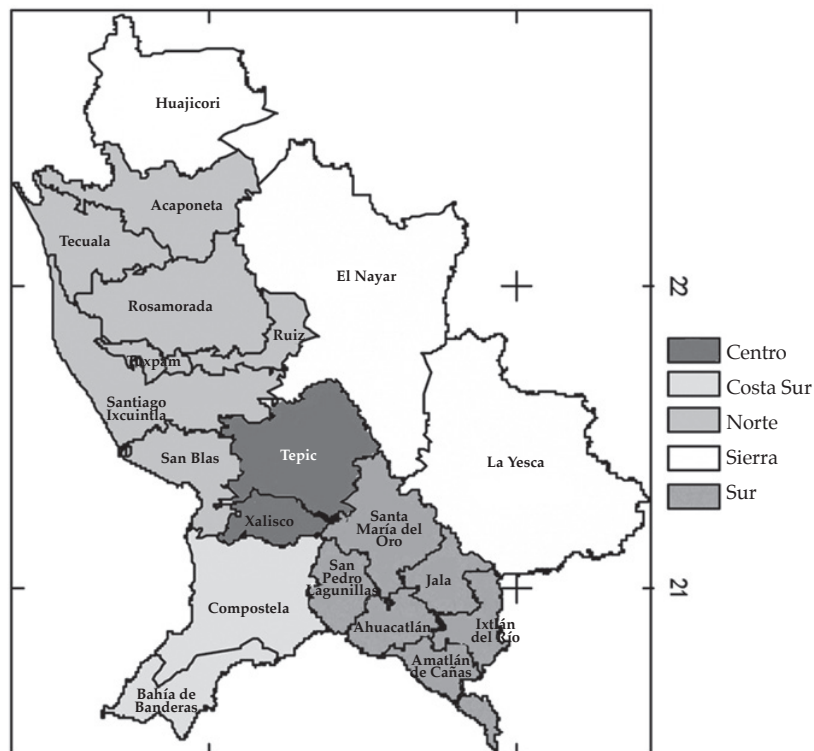 Huajicori
Acaponeta
Tecuala
El Nayar
Rosamorada
Ruiz
Tuxpam
Santiago
Ixcuintla
San Blas
Tepic
La Yesca
Xalisco
Santa
María del
Oro
San
Pedro
Lagunillas
Jala
Compostela
Ahuacatlán
Ixtlán
del Río
Amatlán
de Cañas
Bahía de
Banderas
22
21
Centro
Costa Sur
Norte
Sierra
Sur